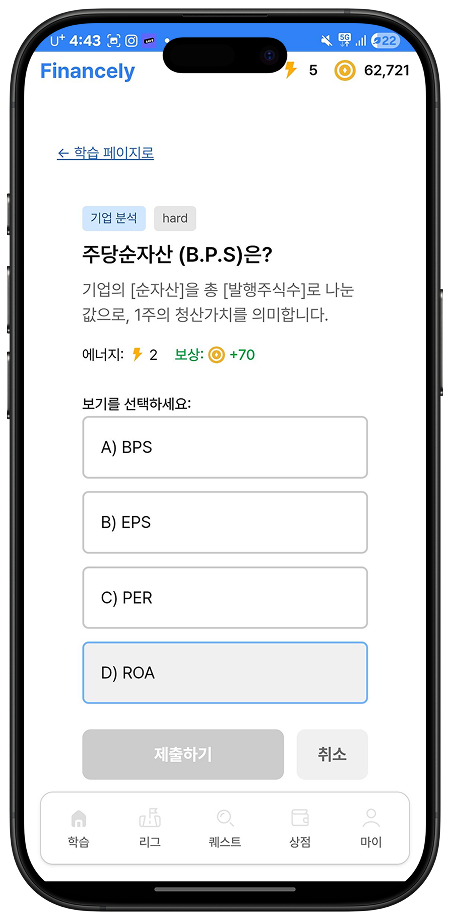 U+ 4:43
5G
22
Financely
5
62,721
← 학습 페이지로
기업 분석
hard
주당순자산 (B.P.S)은?
기업의 [순자산]을 총 [발행주식수]로 나눈
값으로, 1주의 청산가치를 의미합니다.
에너지: 2 보상: +70
보기를 선택하세요:
A) BPS
B) EPS
C) PER
D) ROA
제출하기
취소
학습
리그
퀘스트
상점
마이